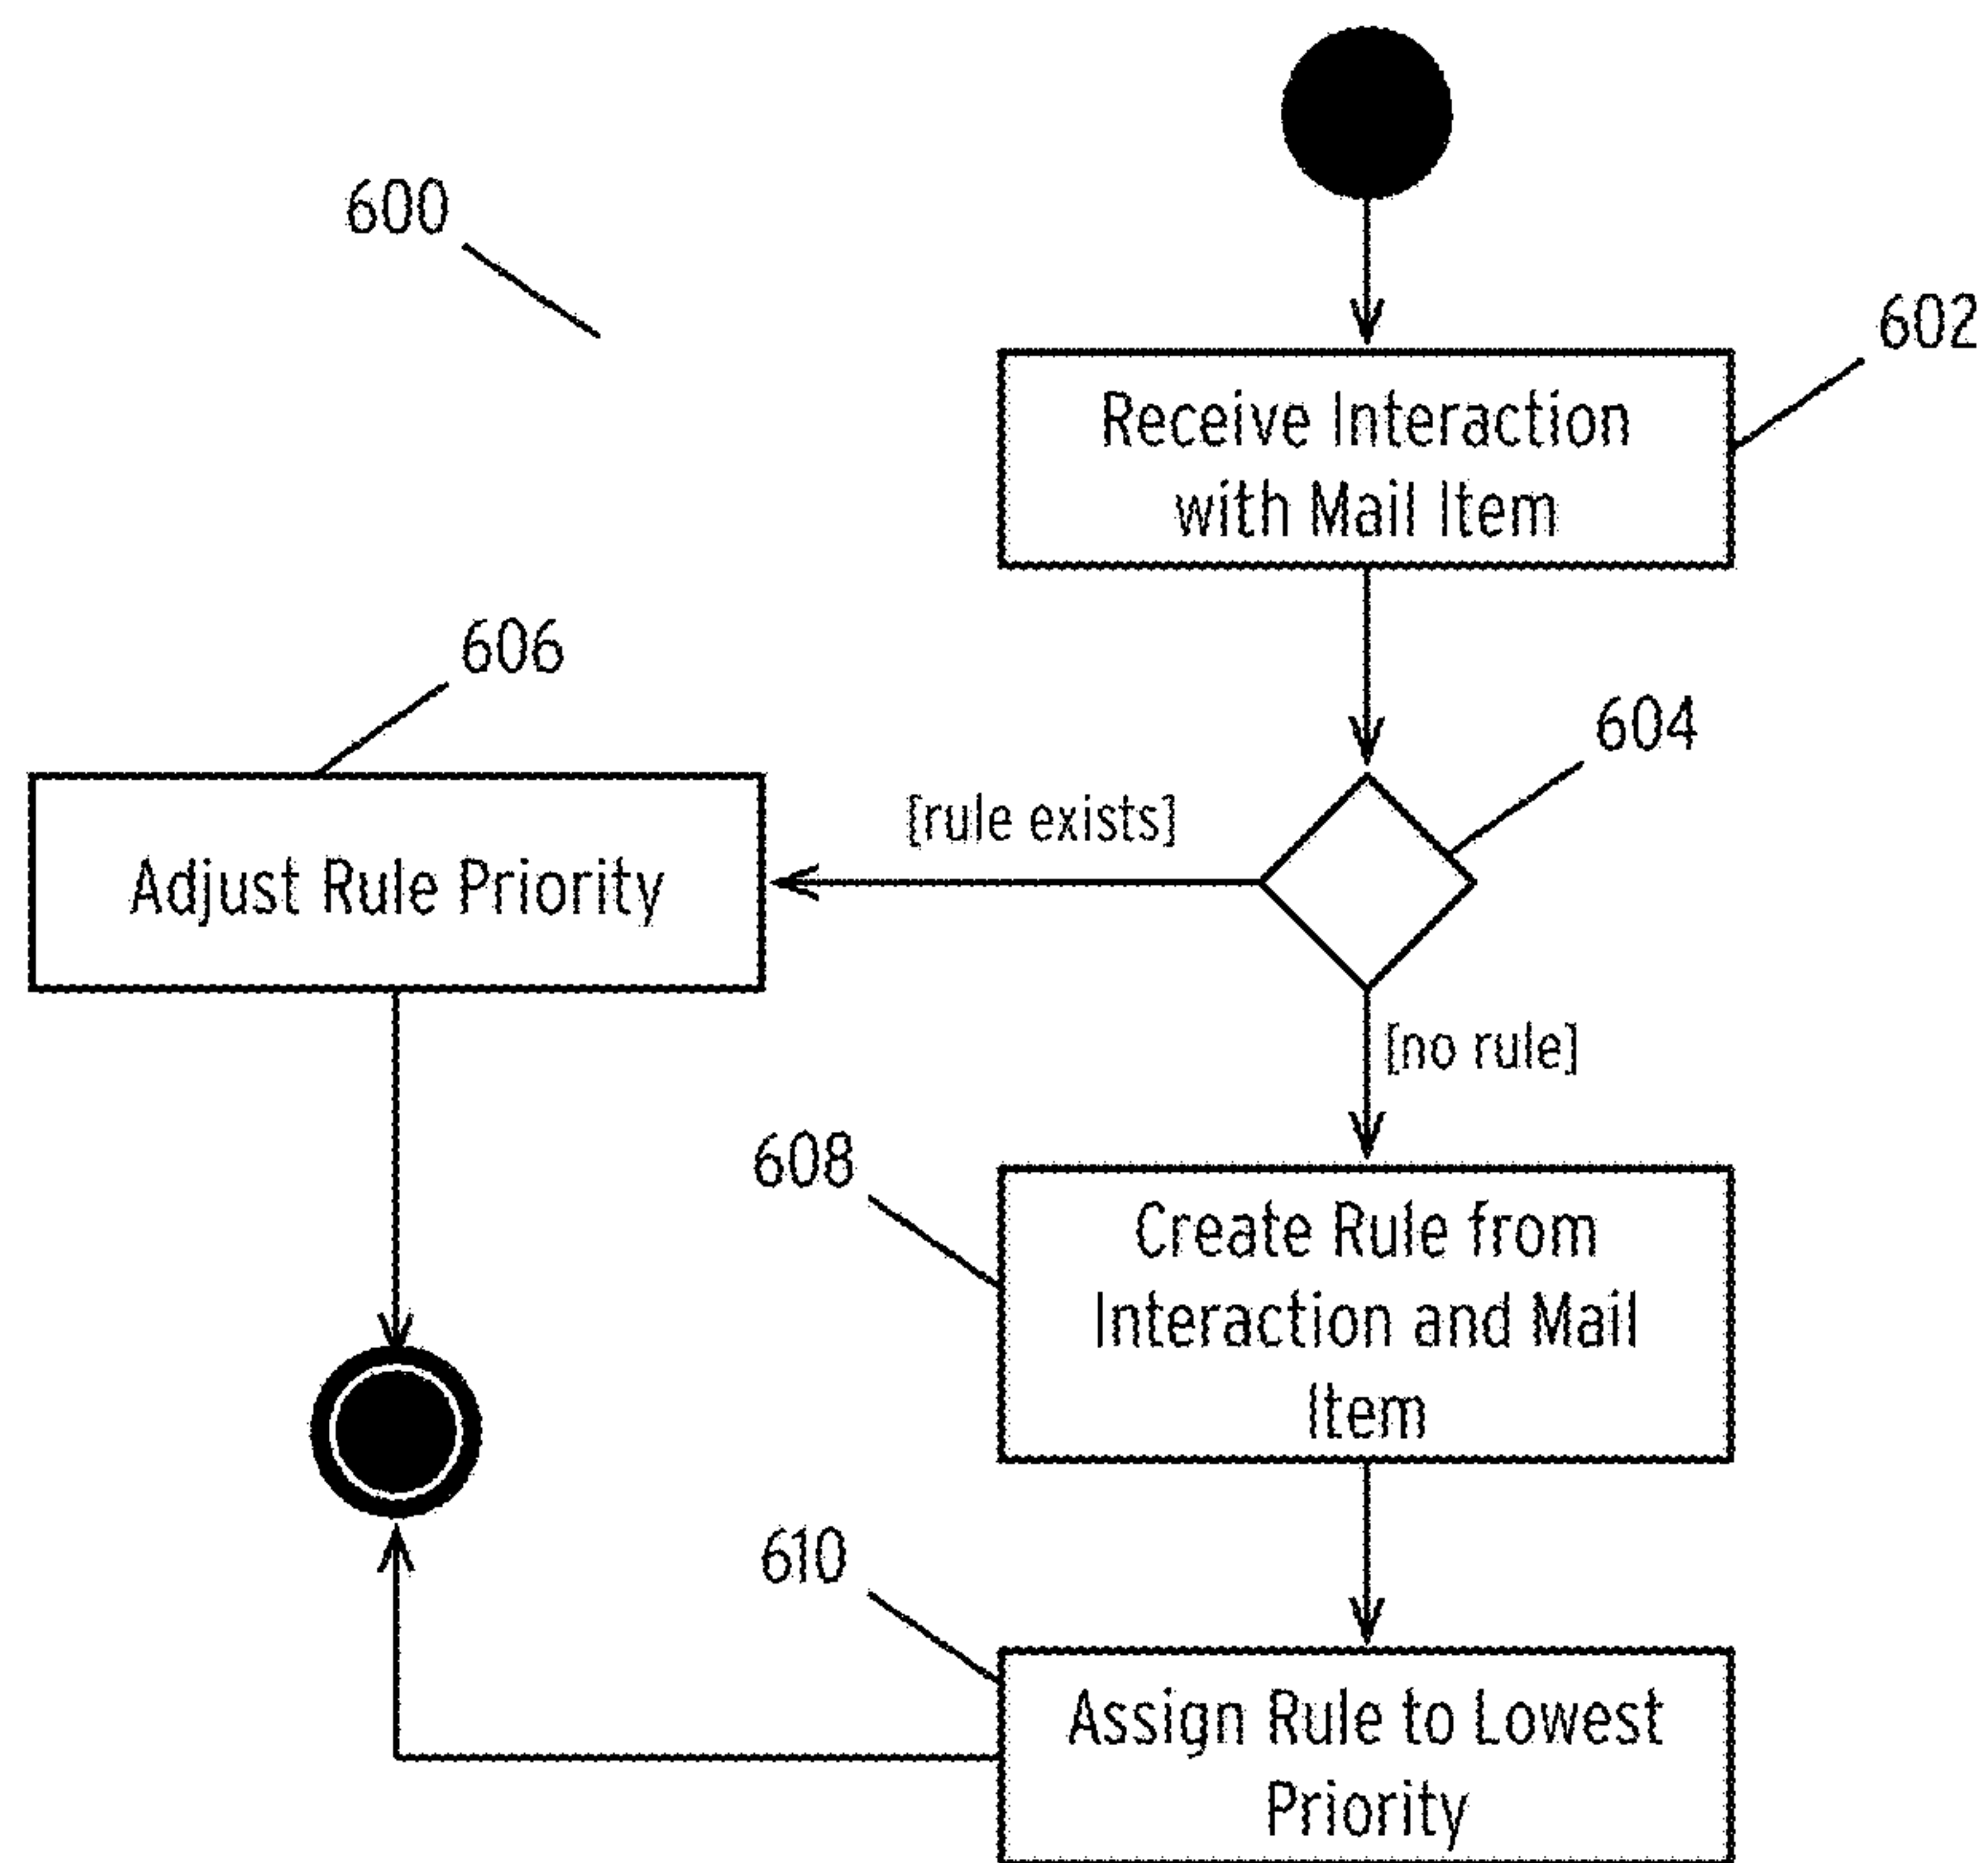 600
602
Receive Interaction
with Mail Item
606
604
[rule exists]
Adjust Rule Priority
[no rule]
608
Create Rule from
Interaction and Mail
Item
610
Assign Rule to Lowest
Priority